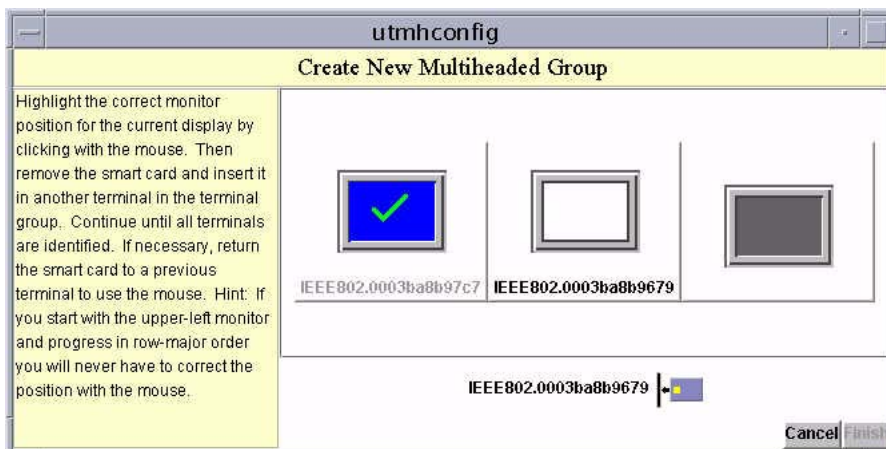 utmhconfig
Create New Multiheaded Group
Highlight the correct monitor
position for the current display by
clicking with the mouse. Then
remove the smart card and insert it
in another terminal in the terminal
group. Continue until all terminals
are identified. If necessary, return
the smart card to a previous
terminal to use the mouse. Hint: If
you start with the upper-left monitor
and progress in row-major order
you will never have to correct the
position with the mouse.
IEEE802.0003ba8b97c7
IEEE802.0003ba8b9679
IEEE802.0003ba8b9679
Cancel
Finish